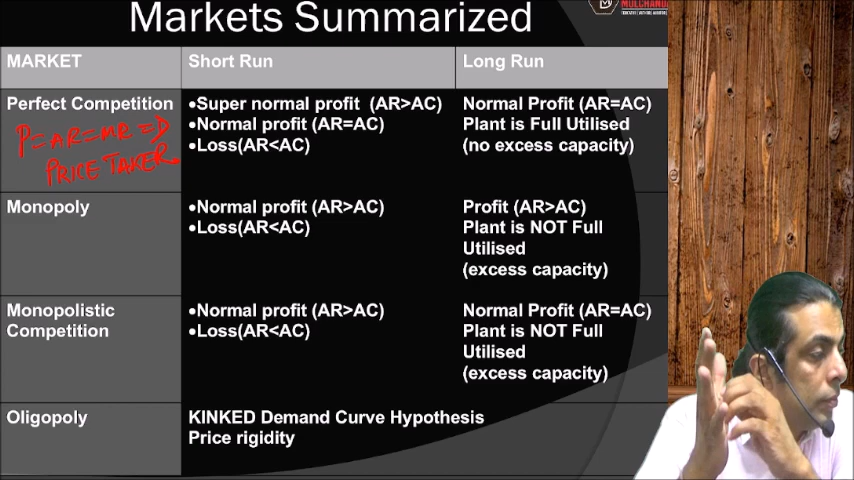 Markets Summarized
MARKET
Short Run
Long Run
Perfect Competition
P=AR=MR=D
PRICE TAKER
•Super normal profit (AR>AC)
•Normal profit (AR=AC)
•Loss(AR<AC)
Normal Profit (AR=AC)
Plant is Full Utilised
(no excess capacity)
Monopoly
•Normal profit (AR>AC)
•Loss(AR<AC)
Profit (AR>AC)
Plant is NOT Full
Utilised
(excess capacity)
Monopolistic
Competition
•Normal profit (AR>AC)
•Loss(AR<AC)
Normal Profit (AR=AC)
Plant is NOT Full
Utilised
(excess capacity)
Oligopoly
KINKED Demand Curve Hypothesis
Price rigidity